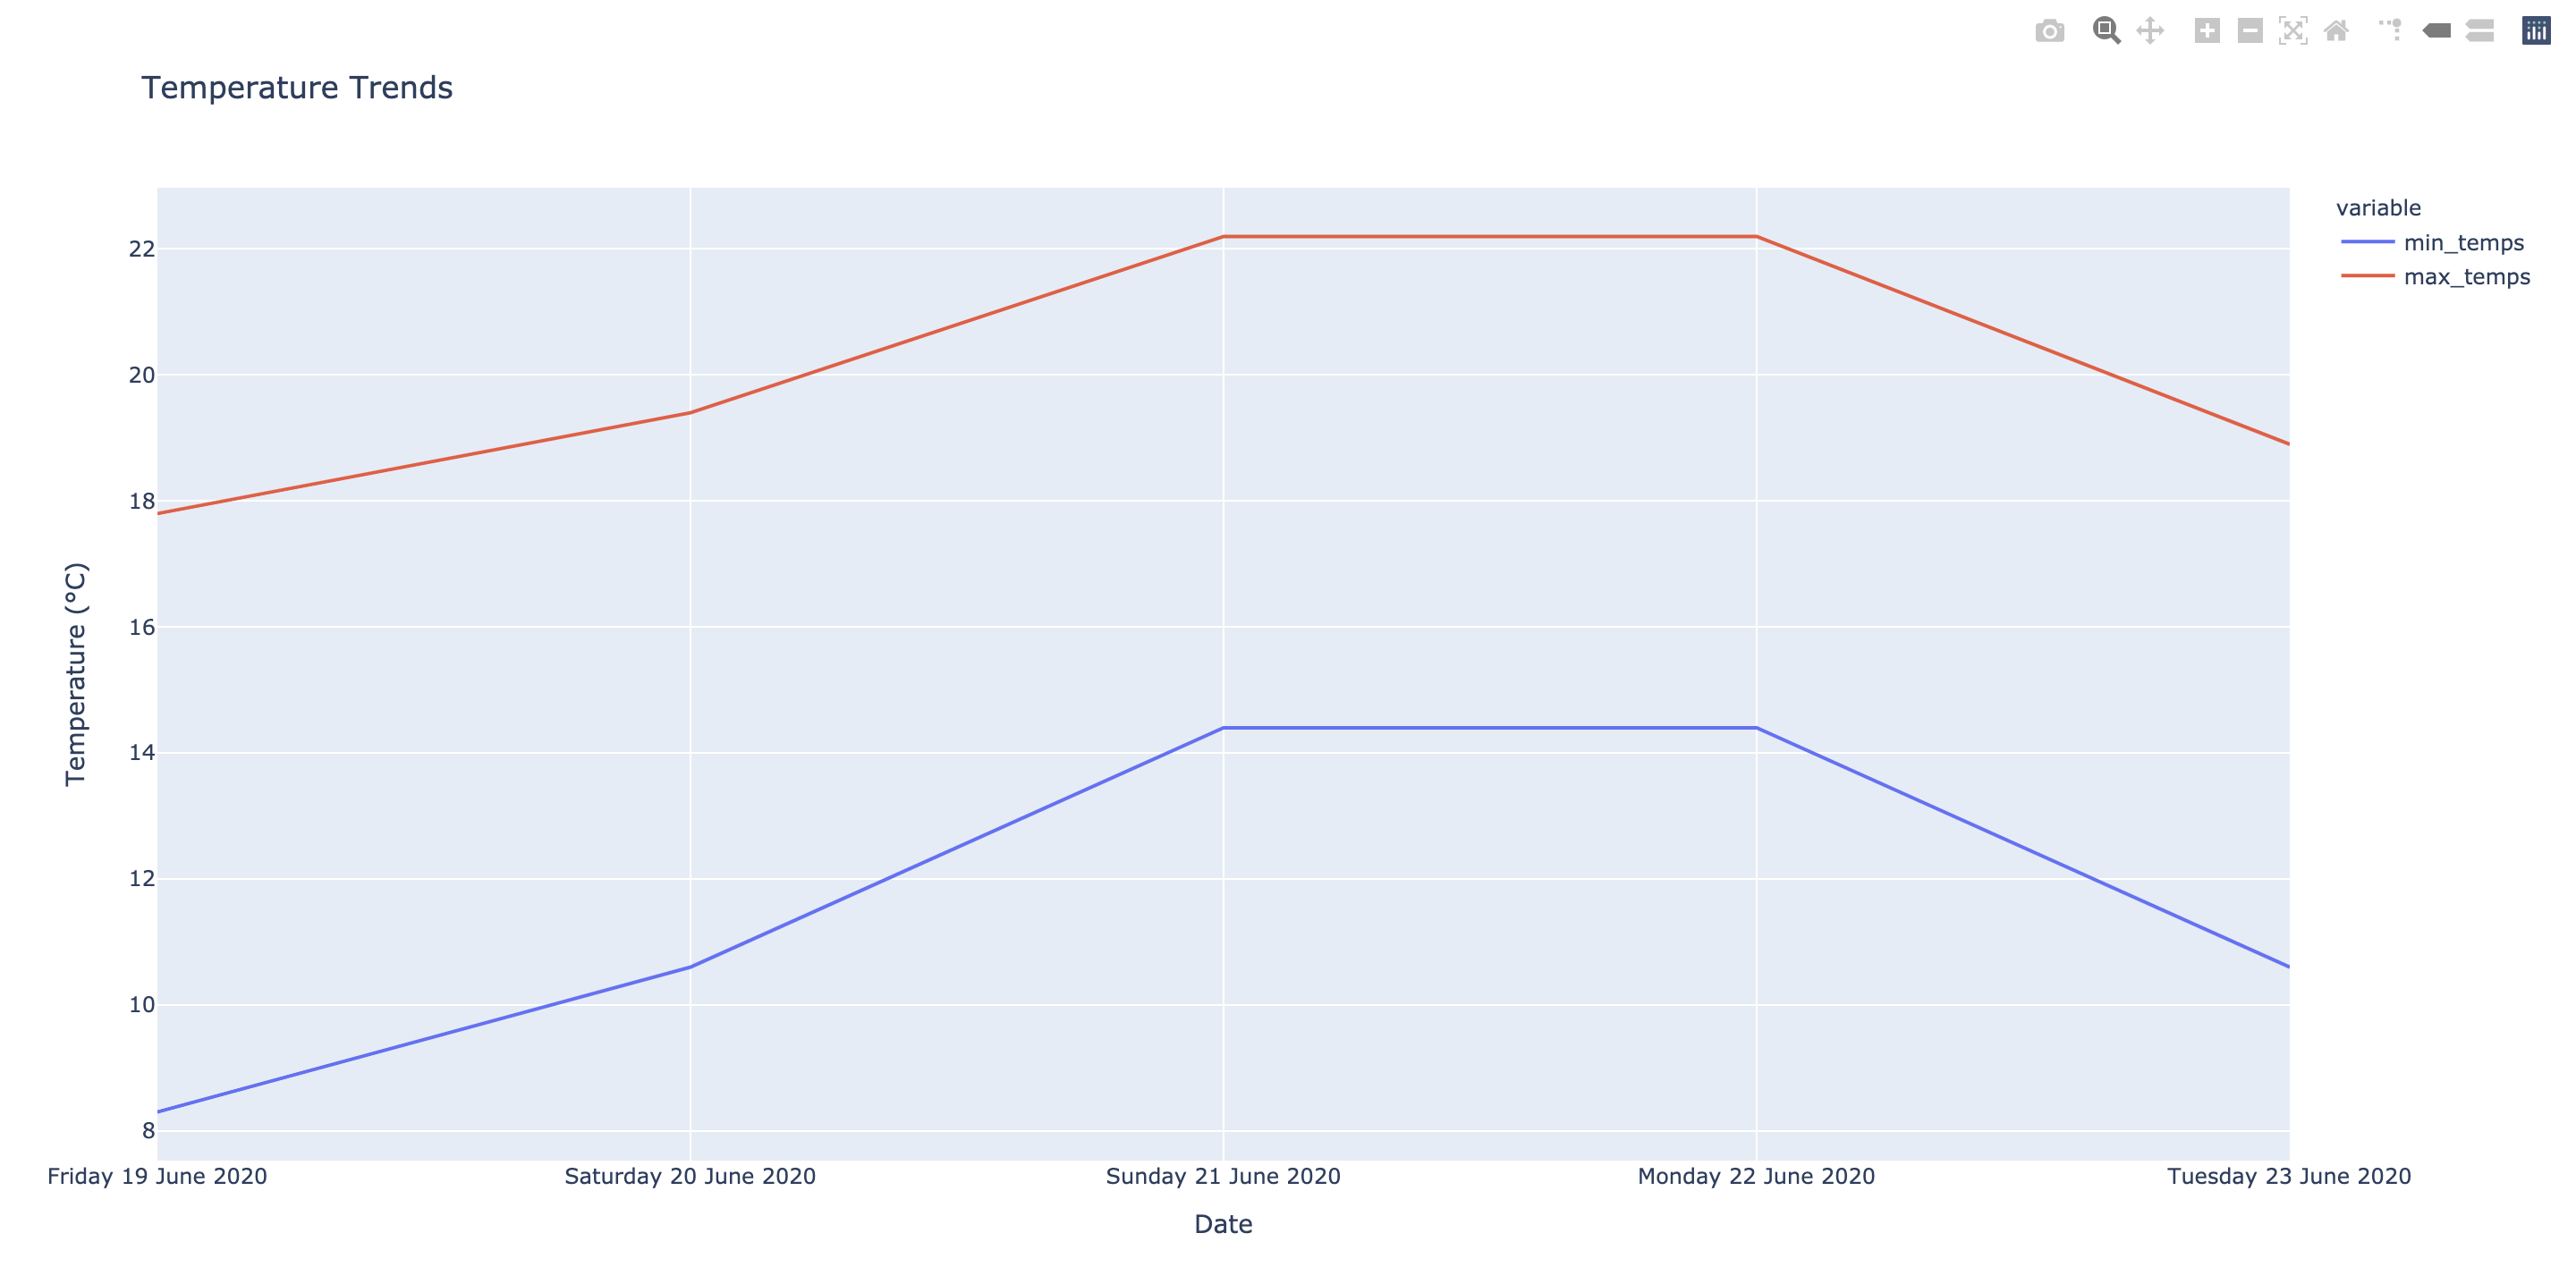 Temperature Trends
variable
min_temps
max_temps
22
20
18
16
14
12
10
8
Temperature (°C)
Friday 19 June 2020
Saturday 20 June 2020
Sunday 21 June 2020
Monday 22 June 2020
Tuesday 23 June 2020
Date